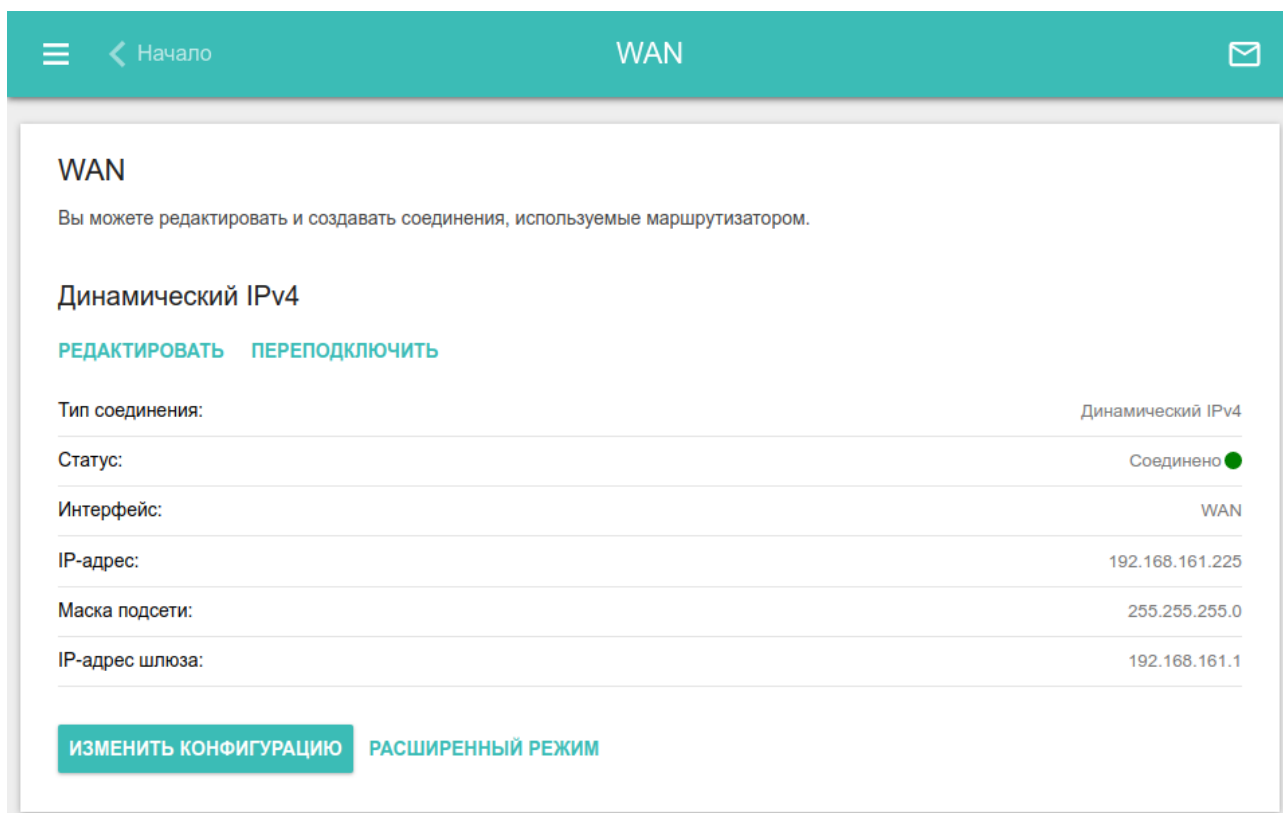 Начало
WAN
WAN
Вы можете редактировать и создавать соединения, используемые маршрутизатором.
Динамический IPv4
РЕДАКТИРОВАТЬ ПЕРЕПОДКЛЮЧИТЬ
Тип соединения: Динамический IPv4
Статус: Соединено
Интерфейс: WAN
IP-адрес: 192.168.161.225
Маска подсети: 255.255.255.0
IP-адрес шлюза: 192.168.161.1
ИЗМЕНИТЬ КОНФИГУРАЦИЮ РАСШИРЕННЫЙ РЕЖИМ